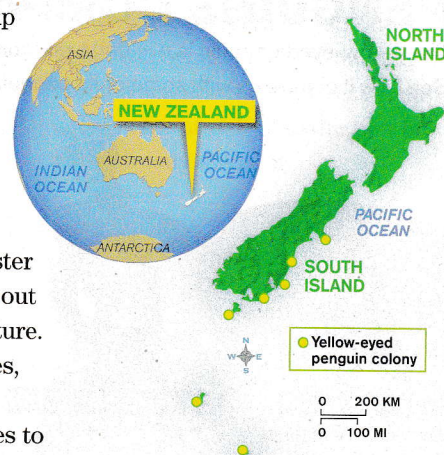 p
ster
out
ture.
es,
es to
ASIA
NEW ZEALAND
AUSTRALIA
PACIFIC
OCEAN
INDIAN
OCEAN
ANTARCTICA
NORTH
ISLAND
PACIFIC
OCEAN
SOUTH
ISLAND
N
W E
S
Yellow-eyed
penguin colony
0 200 KM
0 100 MI